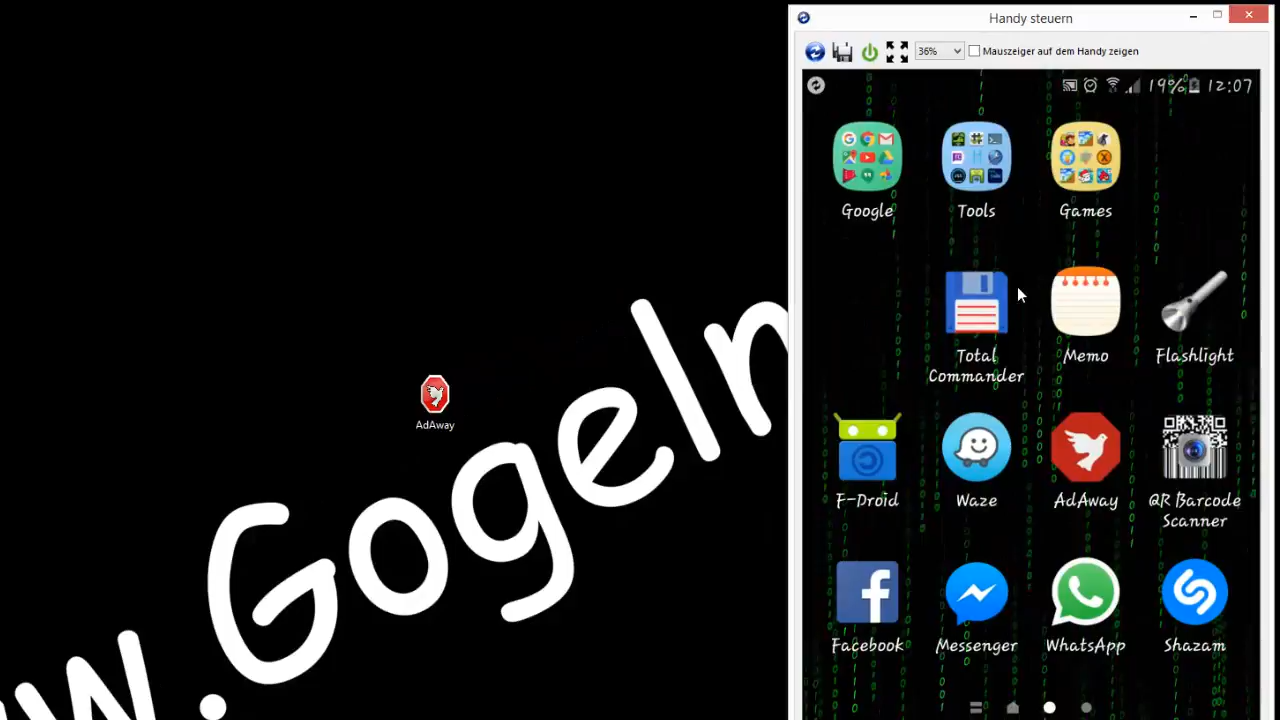 Handy steuern
36%
Mauszeiger auf dem Handy zeigen
19% 12:07
Google Tools Games
Total Commander Memo Flashlight
F-Droid Waze AdAway QR Barcode Scanner
Facebook Messenger WhatsApp Shazam
AdAway
w.Gogeln